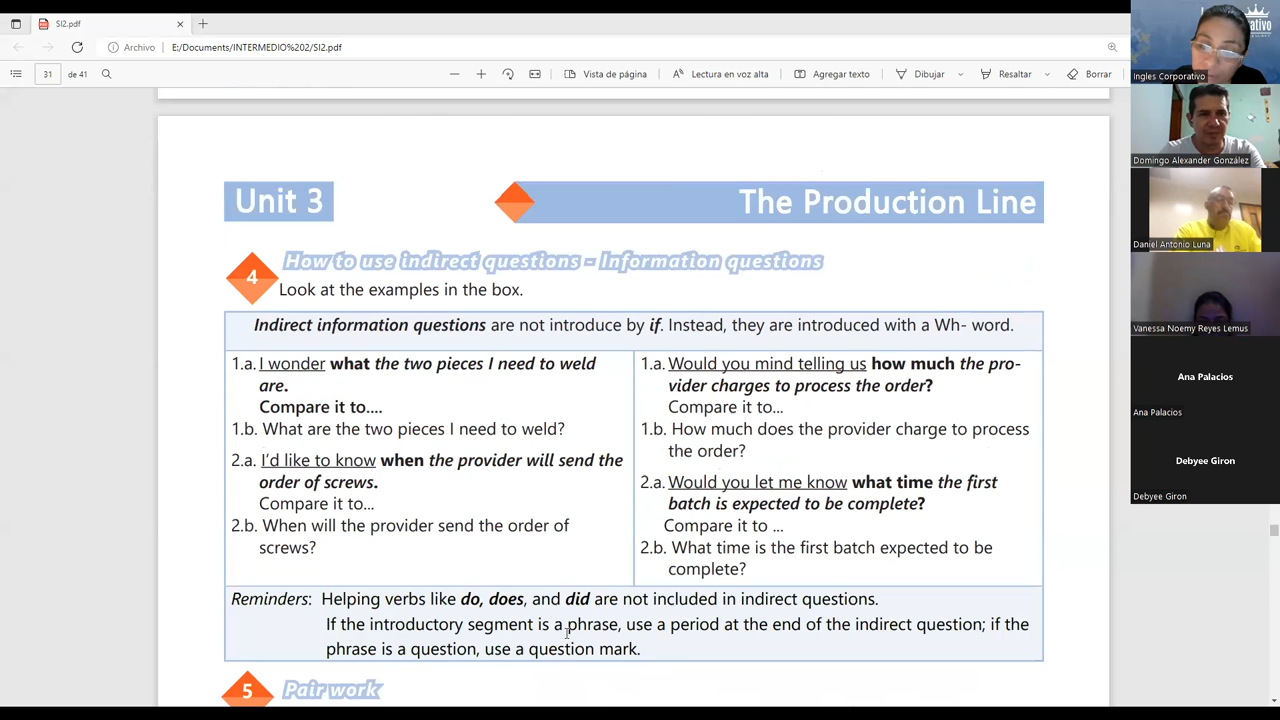 SI2.pdf
Archivo
E:/Documents/INTERMEDIO%202/SI2.pdf
31
de 41
Vista de página
Lectura en voz alta
Agregar texto
Dibujar
Resaltar
Borrar
Unit 3
The Production Line
4
How to use indirect questions - Information questions
Look at the examples in the box.
Indirect information questions are not introduce by if. Instead, they are introduced with a Wh- word.
1.a. I wonder what the two pieces I need to weld
are.
Compare it to....
1.b. What are the two pieces I need to weld?
2.a. I'd like to know when the provider will send the
order of screws.
Compare it to...
2.b. When will the provider send the order of
screws?
1.a. Would you mind telling us how much the pro-
vider charges to process the order?
Compare it to...
1.b. How much does the provider charge to process
the order?
2.a. Would you let me know what time the first
batch is expected to be complete?
Compare it to ...
2.b. What time is the first batch expected to be
complete?
Reminders: Helping verbs like do, does, and did are not included in indirect questions.
If the introductory segment is a phrase, use a period at the end of the indirect question; if the
phrase is a question, use a question mark.
5
Pair work
Ingles Corporativo
Domingo Alexander González
Daniel Antonio Luna
Vanessa Noemy Reyes Lemus
Ana Palacios
Ana Palacios
Debyee Giron
Debyee Giron